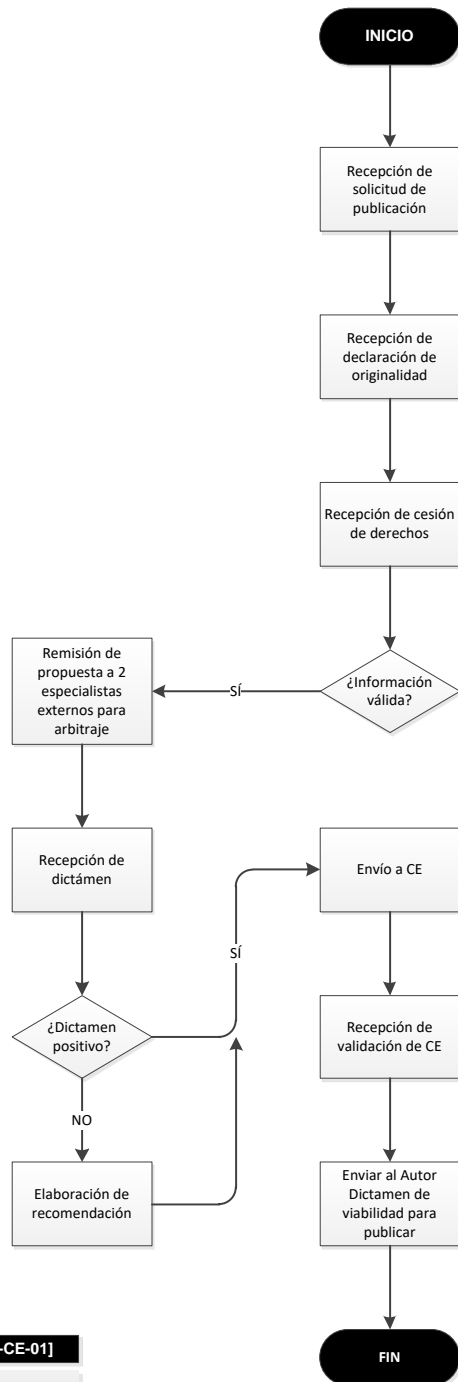 INICIO
Recepción de
solicitud de
publicación
Recepción de
declaración de
originalidad
Recepción de cesión
de derechos
¿Información
válida?
SÍ
Remisión de
propuesta a 2
especialistas
externos para
arbitraje
Recepción de
dictámen
¿Dictamen
positivo?
SÍ
NO
Elaboración de
recomendación
Envío a CE
Recepción de
validación de CE
Enviar al Autor
Dictamen de
viabilidad para
publicar
FIN
-CE-01]